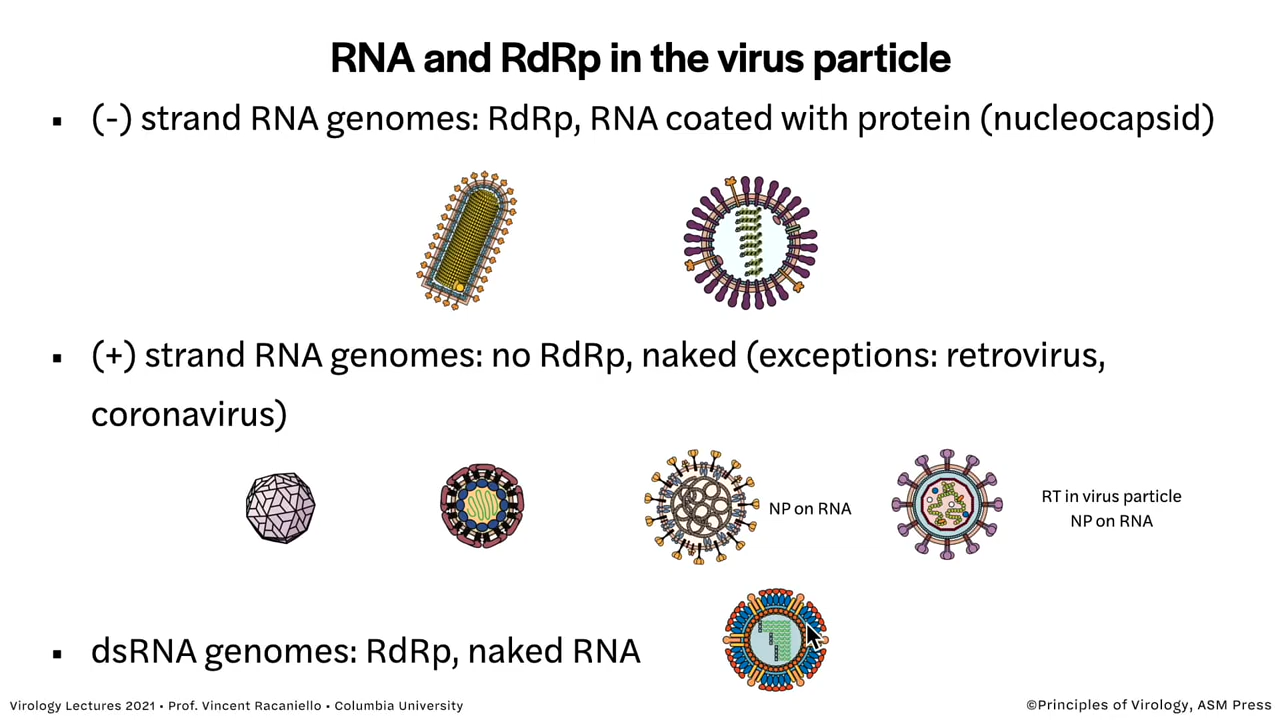 RNA and RdRp in the virus particle
▪ (-) strand RNA genomes: RdRp, RNA coated with protein (nucleocapsid)
▪ (+) strand RNA genomes: no RdRp, naked (exceptions: retrovirus,
coronavirus)
NP on RNA
RT in virus particle
NP on RNA
▪ dsRNA genomes: RdRp, naked RNA
Virology Lectures 2021 • Prof. Vincent Racaniello • Columbia University
©Principles of Virology, ASM Press